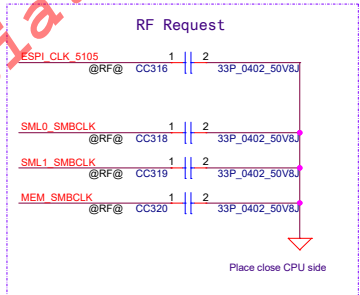 RF Request
ESPI_CLK_5105 1 2
@RF@ CC316 33P_0402_50V8J
SML0_SMBCLK 1 2
@RF@ CC318 33P_0402_50V8J
SML1_SMBCLK 1 2
@RF@ CC319 33P_0402_50V8J
MEM_SMBCLK 1 2
@RF@ CC320 33P_0402_50V8J
Place close CPU side